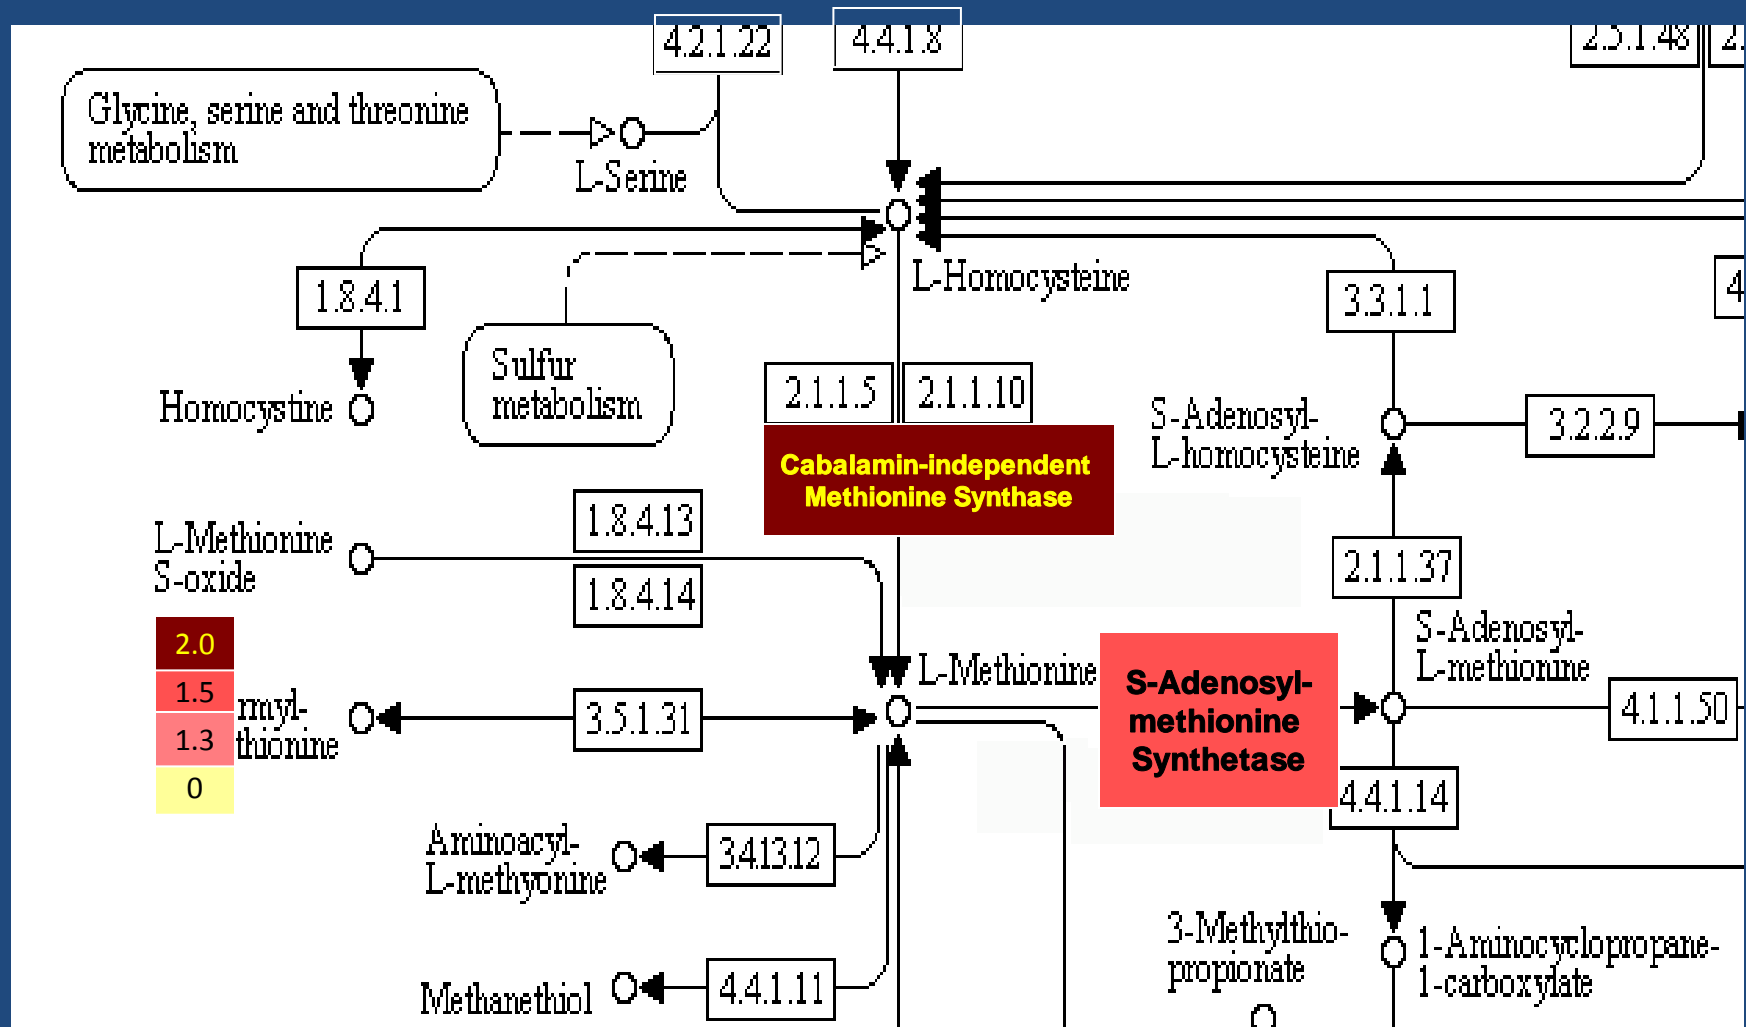 4.2.1.22
4.4.1.8
2.5.1.48
2.
Glycine, serine and threonine
metabolism
L-Serine
L-Homocysteine
1.8.4.1
3.3.1.1
4
Sulfur
metabolism
Homocystine
2.1.1.5
2.1.1.10
S-Adenosyl-
L-homocysteine
3.2.2.9
Cabalamin-independent
Methionine Synthase
1.8.4.13
L-Methionine
S-oxide
1.8.4.14
2.1.1.37
S-Adenosyl-
L-methionine
2.0
1.5
1.3
0
rmyl-
thionine
3.5.1.31
L-Methionine
S-Adenosyl-
methionine
Synthetase
4.1.1.50
4.4.1.14
Aminoacyl-
L-methyonine
3.4.13.12
3-Methylthio-
propionate
1-Aminocyclopropane-
1-carboxylate
Methanethiol
4.4.1.11